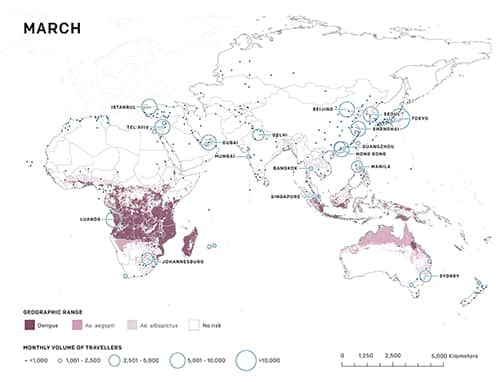 MARCH
ISTANBUL
TEL AVIV
DUBAI
MUMBAI
DELHI
BEIJING
SEOUL
TOKYO
SHANGHAI
GUANGZHOU
HONG KONG
BANGKOK
MANILA
SINGAPORE
LUANDA
JOHANNESBURG
SYDNEY
GEOGRAPHIC RANGE
Dengue
Ae. aegypti
Ae. albopictus
No risk
MONTHLY VOLUME OF TRAVELLERS
<1,000
1,001 - 2,500
2,501 - 5,000
5,001 - 10,000
>10,000
0 1,250 2,500 5,000 Kilometers